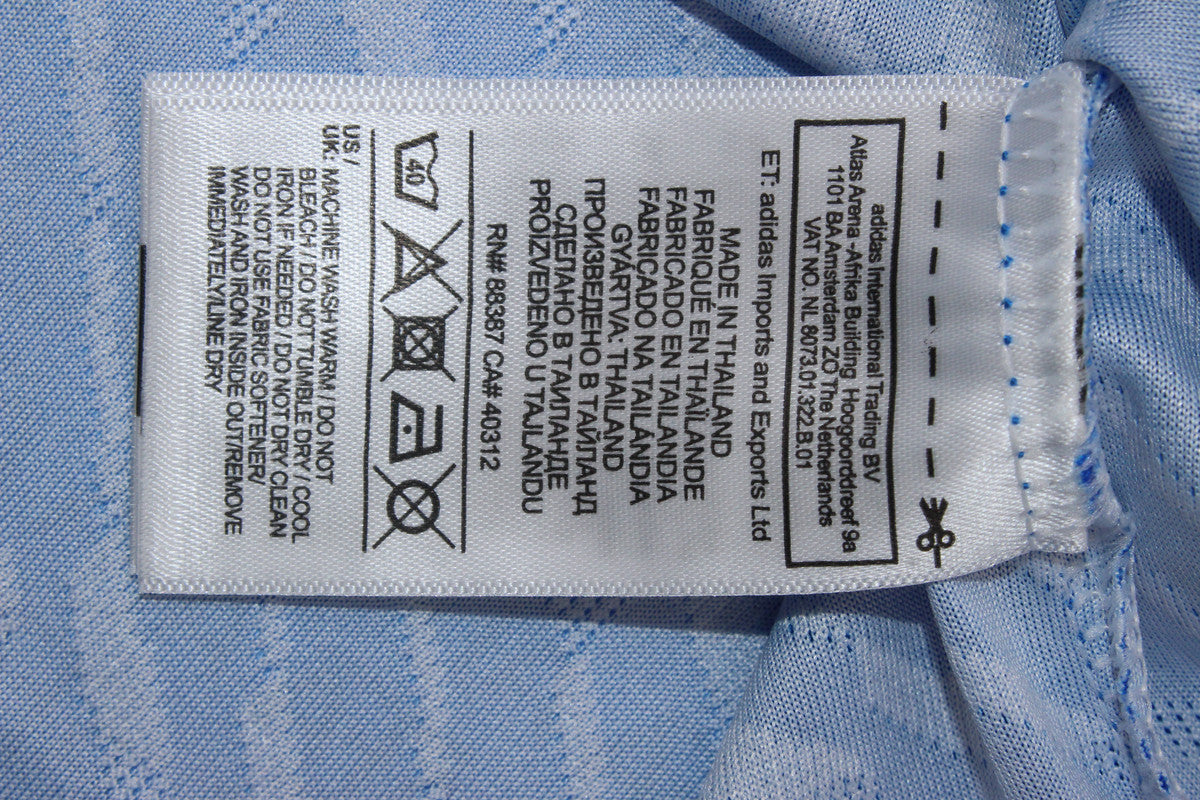 adidas International Trading BV
Atlas Arena -Afrika Building Hoogoorddreef 9a
1101 BA Amsterdam ZO The Netherlands
VAT NO. NL 8073.01.322.B.01
ET: adidas Imports and Exports Ltd
MADE IN THAILAND
FABRIQUÉ EN THAÏLANDE
FABRICADO EN TAILANDIA
FABRICADO NA TAILÁNDIA
GYÁRTVA: THAILAND
ПРОИЗВЕДЕНО В ТАЙЛАНД
СДЕЛАНО В ТАИЛАНДЕ
PROIZVEDENO U TAJLANDU
RN# 88387 CA# 40312
40
US /
UK: MACHINE WASH WARM / DO NOT
BLEACH / DO NOT TUMBLE DRY / COOL
IRON IF NEEDED / DO NOT DRY CLEAN
DO NOT USE FABRIC SOFTENER/
WASH AND IRON INSIDE OUT/REMOVE
IMMEDIATELY/LINE DRY